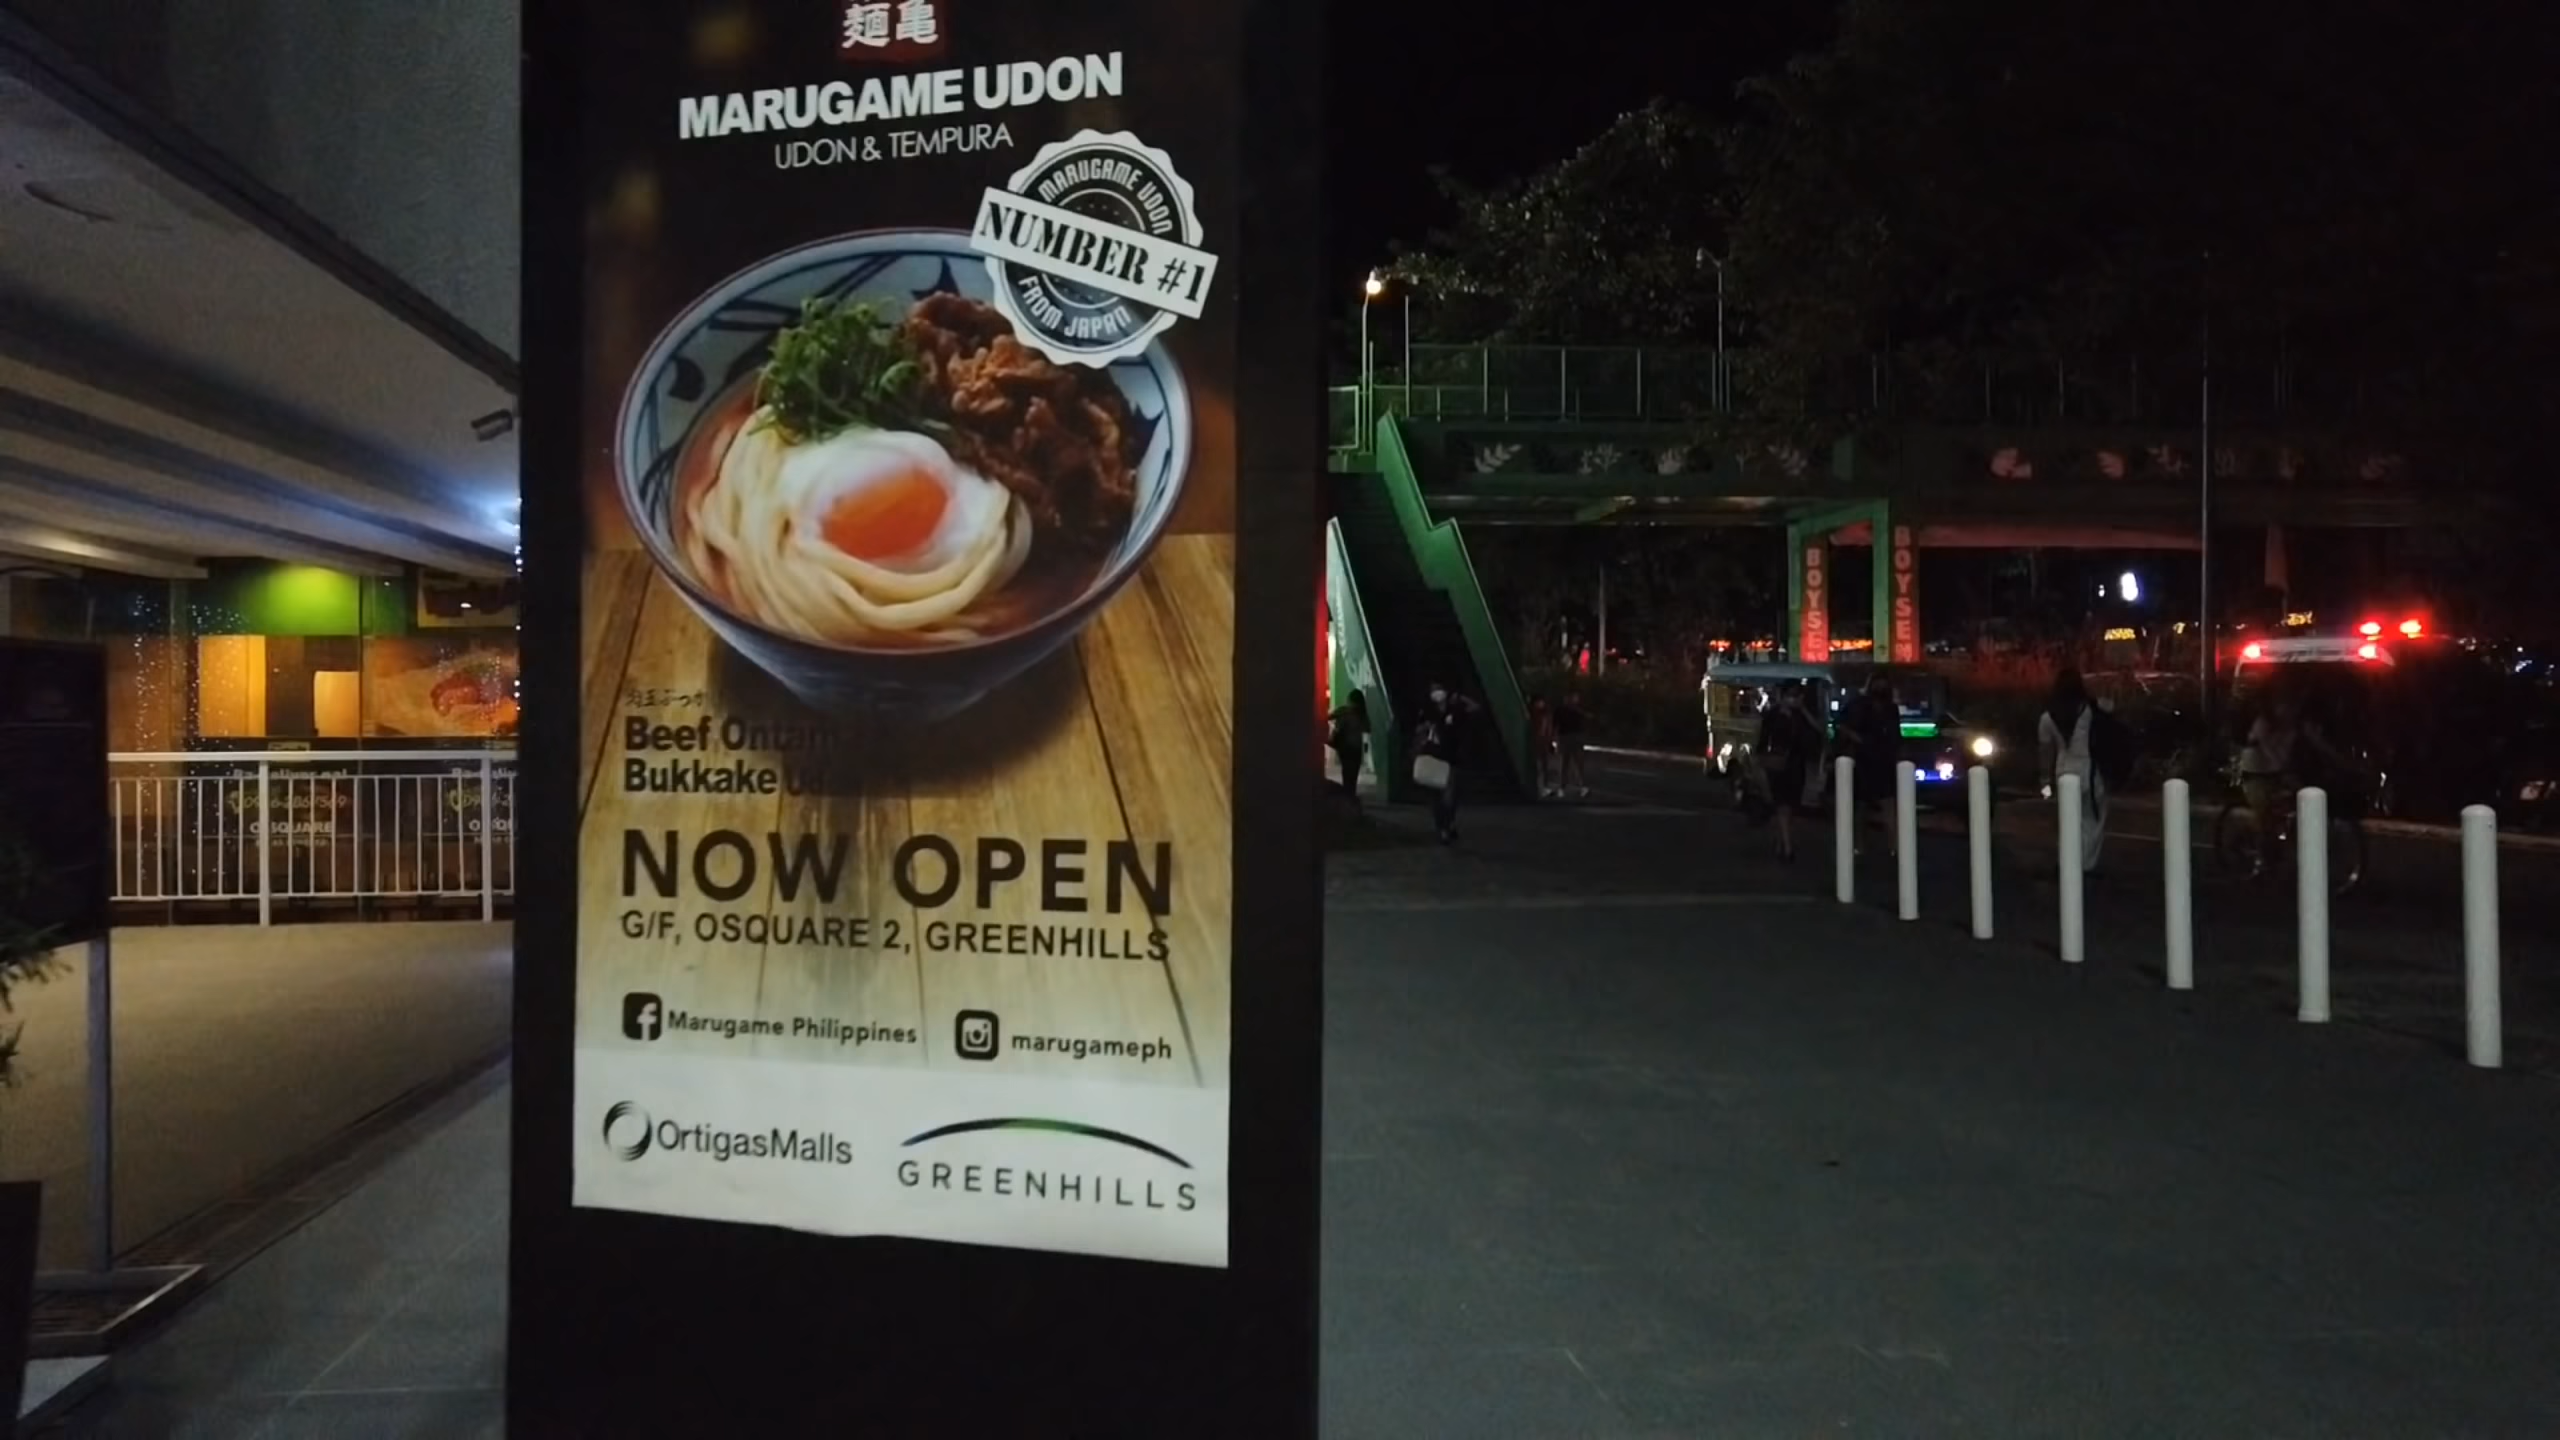 麺亀
MARUGAME UDON
UDON & TEMPURA
MARUGAME UDON
NUMBER #1
FROM JAPAN
Beef
Bukkake
NOW OPEN
G/F, OSQUARE 2, GREENHILLS
Marugame Philippines
marugameph
OrtigasMalls
GREENHILLS
BOYSEN
BOYSEN
OSQUARE